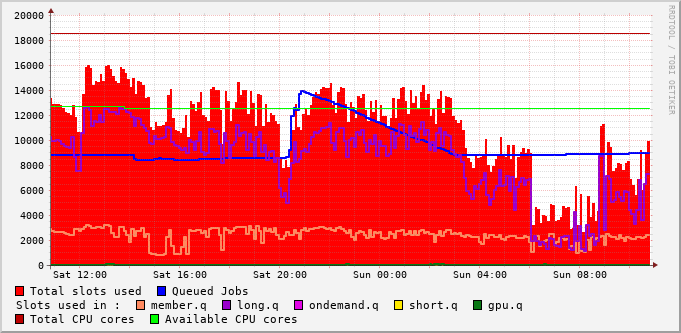 20000
18000
16000
14000
12000
10000
8000
6000
4000
2000
0
Sat 12:00 Sat 16:00 Sat 20:00 Sun 00:00 Sun 04:00 Sun 08:00
RRDTOOL / TOBI OETIKER
Total slots used Queued Jobs
Slots used in : member.q long.q ondemand.q short.q gpu.q
Total CPU cores Available CPU cores